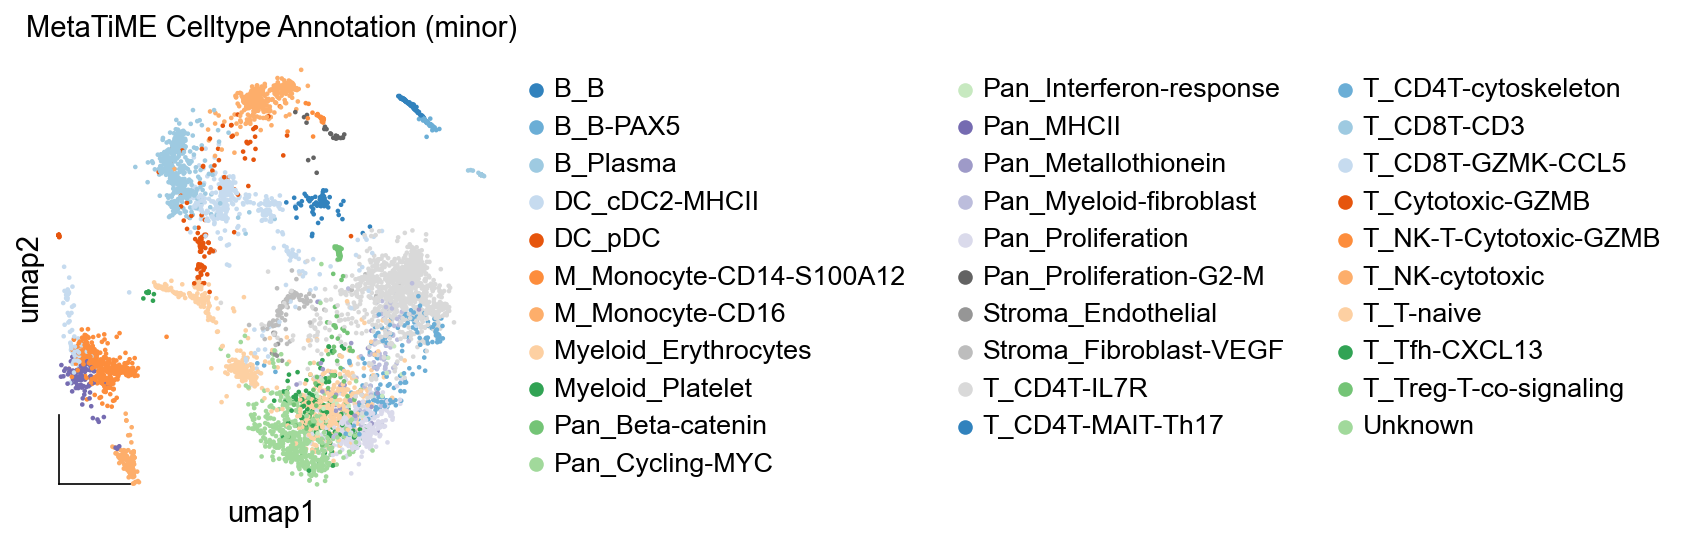 MetaTiME Celltype Annotation (minor)
umap2
umap1
B_B
B_B-PAX5
B_Plasma
DC_cDC2-MHCII
DC_pDC
M_Monocyte-CD14-S100A12
M_Monocyte-CD16
Myeloid_Erythrocytes
Myeloid_Platelet
Pan_Beta-catenin
Pan_Cycling-MYC
Pan_Interferon-response
Pan_MHCII
Pan_Metallothionein
Pan_Myeloid-fibroblast
Pan_Proliferation
Pan_Proliferation-G2-M
Stroma_Endothelial
Stroma_Fibroblast-VEGF
T_CD4T-IL7R
T_CD4T-MAIT-Th17
T_CD4T-cytoskeleton
T_CD8T-CD3
T_CD8T-GZMK-CCL5
T_Cytotoxic-GZMB
T_NK-T-Cytotoxic-GZMB
T_NK-cytotoxic
T_T-naive
T_Tfh-CXCL13
T_Treg-T-co-signaling
Unknown